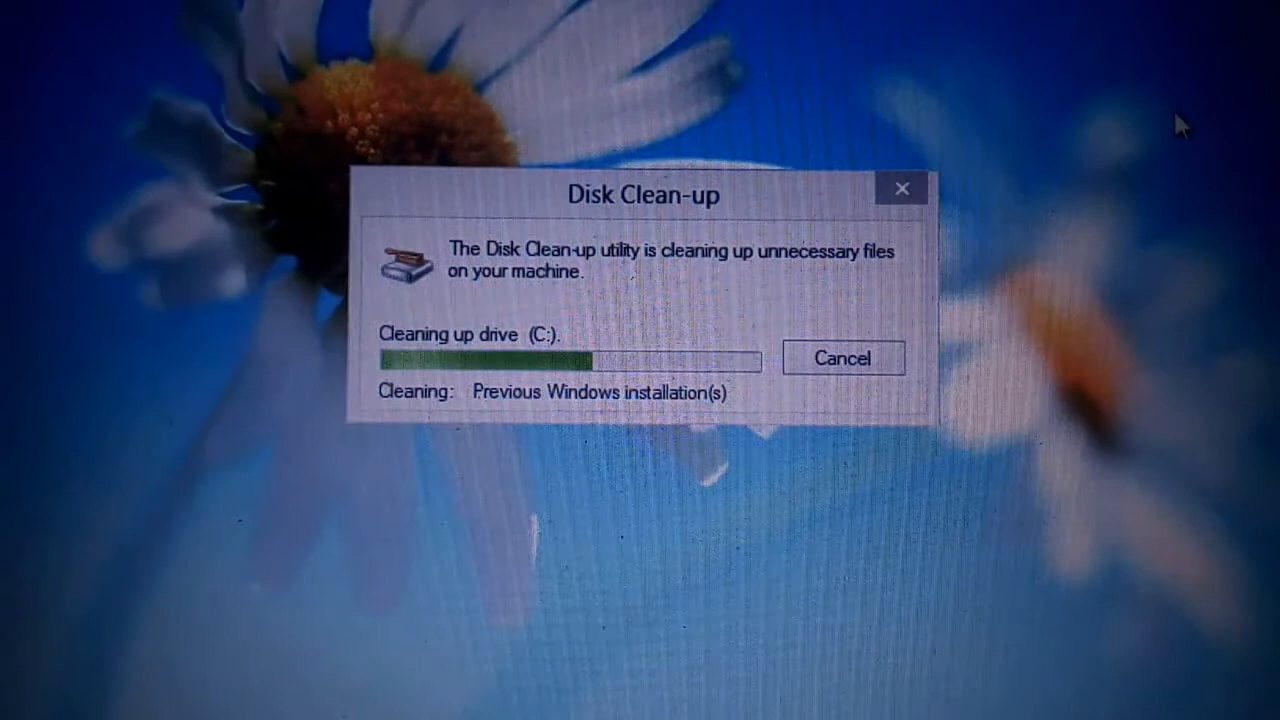 Disk Clean-up
The Disk Clean-up utility is cleaning up unnecessary files
on your machine.
Cleaning up drive (C:).
Cancel
Cleaning: Previous Windows installation(s)